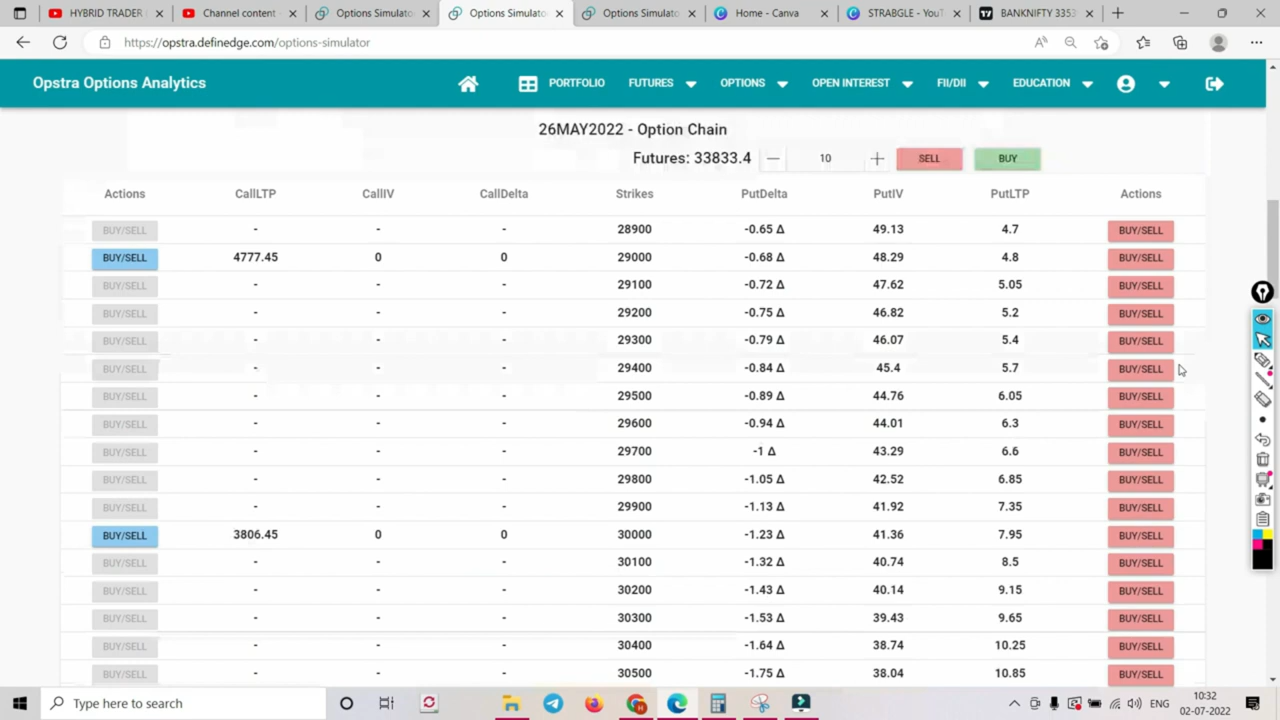 HYBRID TRADER
Call content -
Options Simulato
Options Simulato
Options Simulato
Home - Canva
STRABGLE - YouT
BANKNIFTY 3353
https://opstra.definedge.com/options-simulator
Opstra Options Analytics
PORTFOLIO
FUTURES
OPTIONS
OPEN INTEREST
FII/DII
EDUCATION
26MAY2022 - Option Chain
Futures: 33833.4 — 10 + SELL BUY
Actions CallLTP CallIV CallDelta Strikes PutDelta PutIV PutLTP Actions
BUY/SELL - - - 28900 -0.65 Δ 49.13 4.7 BUY/SELL
BUY/SELL 4777.45 0 0 29000 -0.68 Δ 48.29 4.8 BUY/SELL
BUY/SELL - - - 29100 -0.72 Δ 47.62 5.05 BUY/SELL
BUY/SELL - - - 29200 -0.75 Δ 46.82 5.2 BUY/SELL
BUY/SELL - - - 29300 -0.79 Δ 46.07 5.4 BUY/SELL
BUY/SELL - - - 29400 -0.84 Δ 45.4 5.7 BUY/SELL
BUY/SELL - - - 29500 -0.89 Δ 44.76 6.05 BUY/SELL
BUY/SELL - - - 29600 -0.94 Δ 44.01 6.3 BUY/SELL
BUY/SELL - - - 29700 -1 Δ 43.29 6.6 BUY/SELL
BUY/SELL - - - 29800 -1.05 Δ 42.52 6.85 BUY/SELL
BUY/SELL - - - 29900 -1.13 Δ 41.92 7.35 BUY/SELL
BUY/SELL 3806.45 0 0 30000 -1.23 Δ 41.36 7.95 BUY/SELL
BUY/SELL - - - 30100 -1.32 Δ 40.74 8.5 BUY/SELL
BUY/SELL - - - 30200 -1.43 Δ 40.14 9.15 BUY/SELL
BUY/SELL - - - 30300 -1.53 Δ 39.43 9.65 BUY/SELL
BUY/SELL - - - 30400 -1.64 Δ 38.74 10.25 BUY/SELL
BUY/SELL - - - 30500 -1.75 Δ 38.04 10.85 BUY/SELL
Type here to search
ENG
10:32
02-07-2022